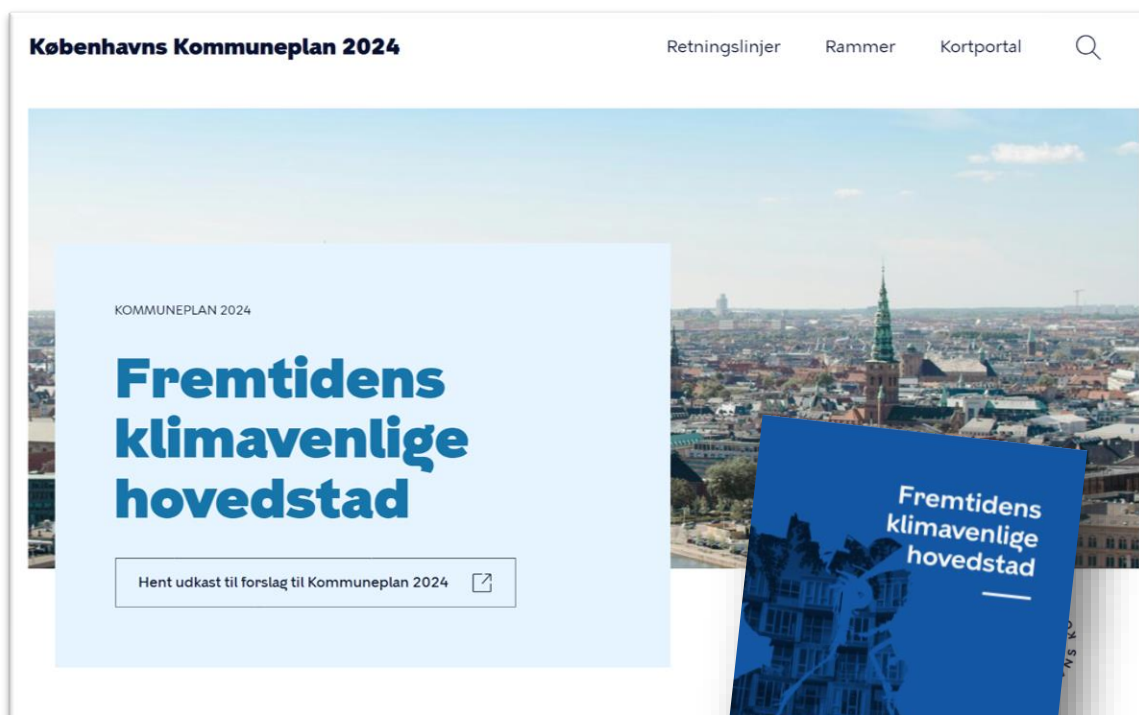 Københavns Kommuneplan 2024
Retningslinjer Rammer Kortportal
KOMMUNEPLAN 2024
Fremtidens
klimavenlige
hovedstad
Hent udkast til forslag til Kommuneplan 2024
Fremtidens
klimavenlige
hovedstad